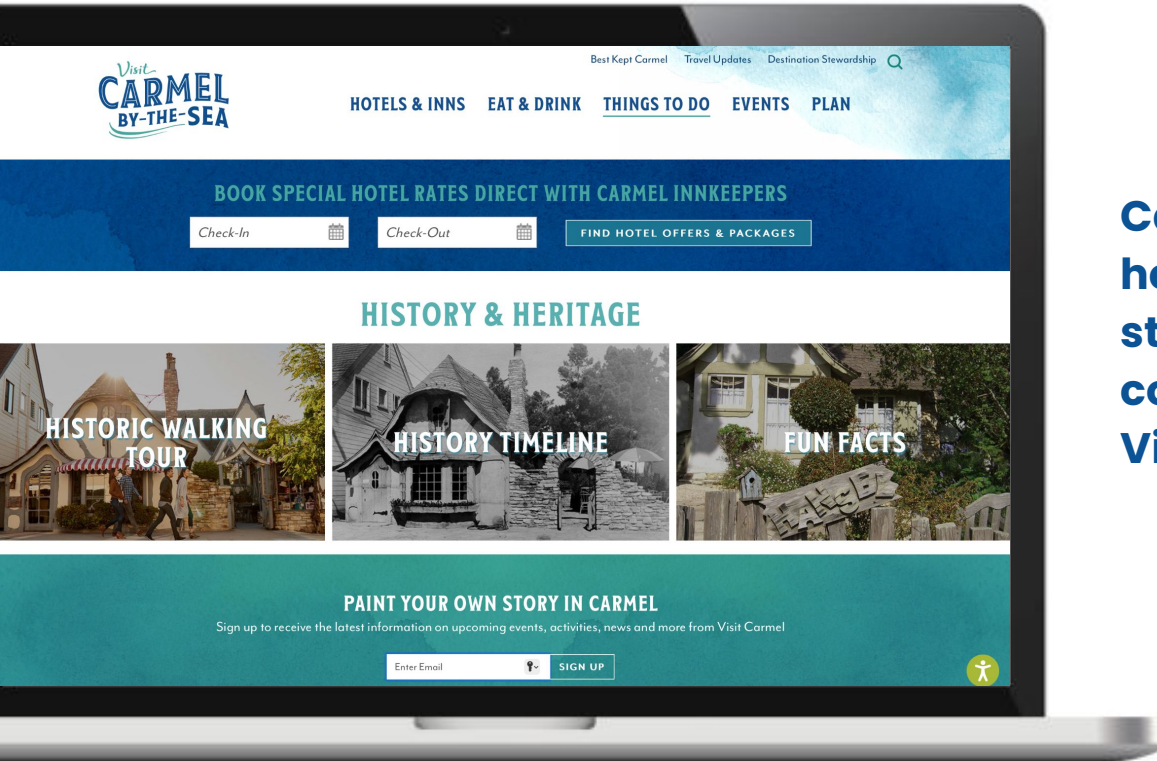 Visit
CARMEL
BY-THE-SEA
Best Kept Carmel Travel Updates Destination Stewardship
HOTELS & INNS EAT & DRINK THINGS TO DO EVENTS PLAN
BOOK SPECIAL HOTEL RATES DIRECT WITH CARMEL INNKEEPERS
Check-In Check-Out FIND HOTEL OFFERS & PACKAGES
HISTORY & HERITAGE
HISTORIC WALKING
TOUR
HISTORY TIMELINE
FUN FACTS
HANSEL
PAINT YOUR OWN STORY IN CARMEL
Sign up to receive the latest information on upcoming events, activities, news and more from Visit Carmel
Enter Email SIGN UP